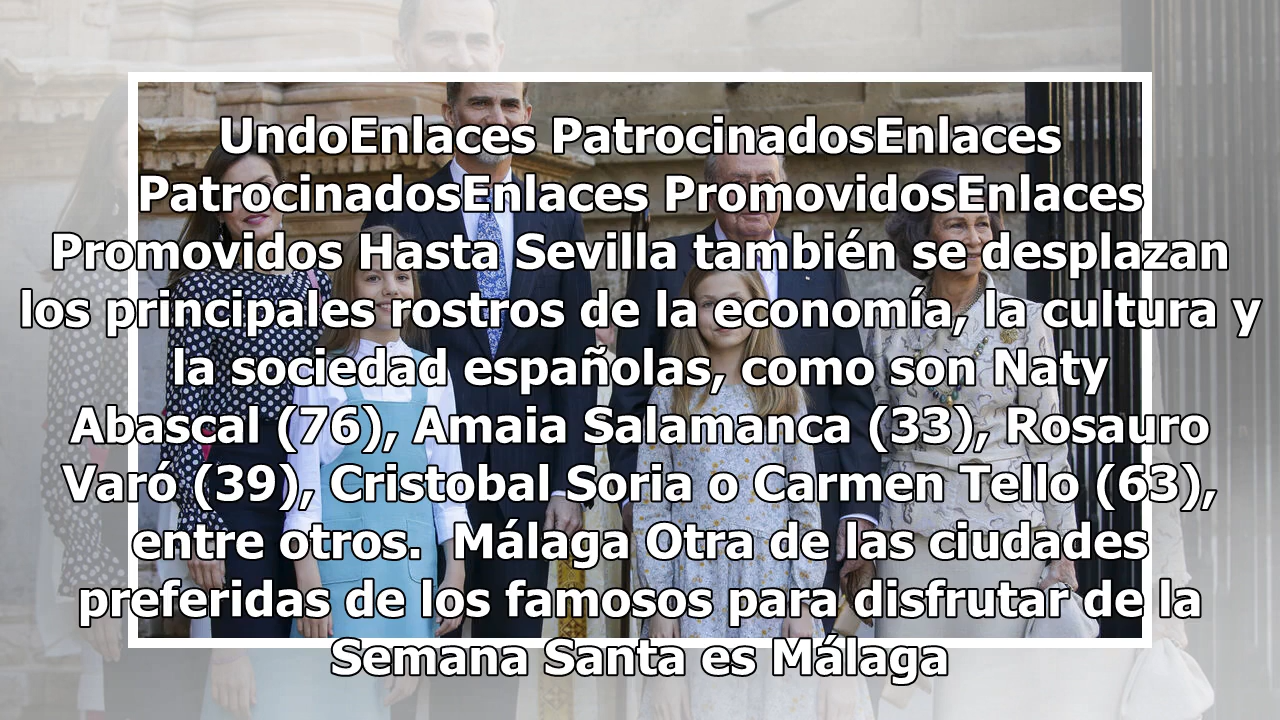 UndoEnlaces PatrocinadosEnlaces
PatrocinadosEnlaces PromovidosEnlaces
Promovidos Hasta Sevilla también se desplazan
los principales rostros de la economía, la cultura y
la sociedad españolas, como son Naty
Abascal (76), Amaia Salamanca (33), Rosauro
Varó (39), Cristobal Soria o Carmen Tello (63),
entre otros.  Málaga Otra de las ciudades
preferidas de los famosos para disfrutar de la
Semana Santa es Málaga